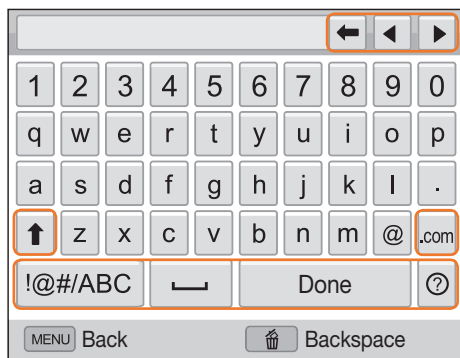 1 2 3 4 5 6 7 8 9 0
q w e r t y u i o p
a s d f g h j k l .
z x c v b n m @ .com
!@#/ABC Done ?
MENU Back Backspace